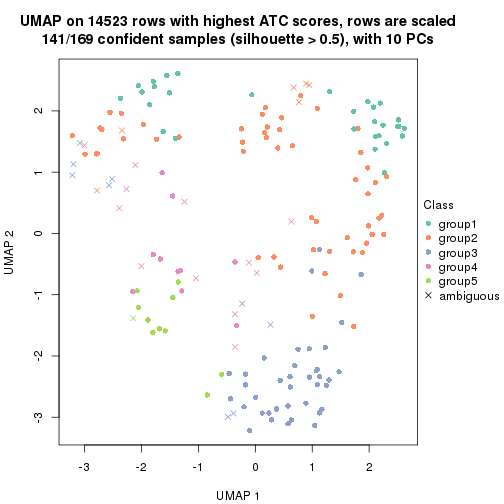 UMAP on 14523 rows with highest ATC scores, rows are scaled
141/169 confident samples (silhouette > 0.5), with 10 PCs
2
1
0
-1
-2
-3
UMAP 2
-3
-2
-1
0
1
2
UMAP 1
Class
group1
group2
group3
group4
group5
ambiguous